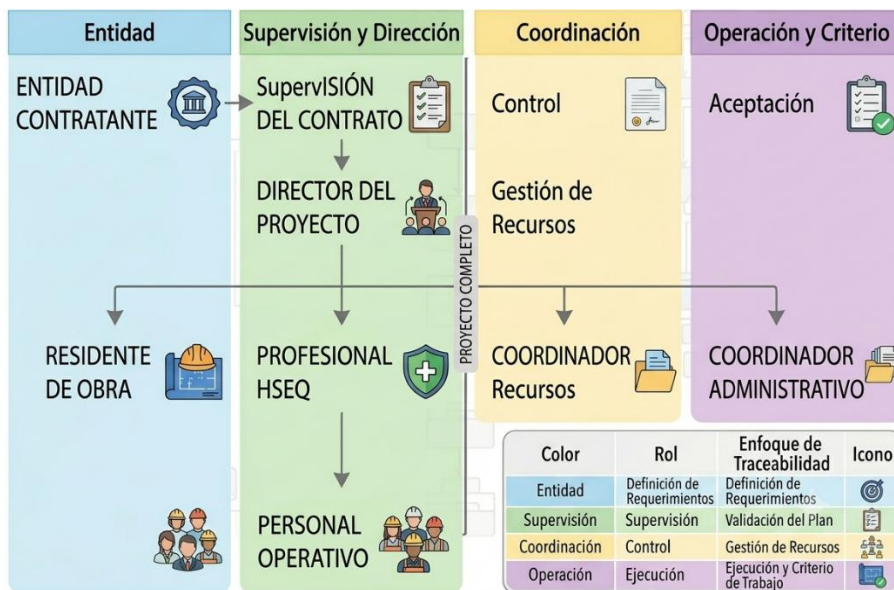 Entidad
Supervisión y Dirección
Coordinación
Operación y Criterio
ENTIDAD
CONTRATANTE
SupervISIÓN
DEL CONTRATO
Control
Aceptación
DIRECTOR DEL
PROYECTO
Gestión de
Recursos
PROYECTO COMPLETO
RESIDENTE
DE OBRA
PROFESIONAL
HSEQ
COORDINADOR
Recursos
COORDINADOR
ADMINISTRATIVO
PERSONAL
OPERATIVO
Color
Rol
Enfoque de
Traceabilidad
Icono
Entidad
Definición de
Requerimientos
Definición de
Requerimientos
Supervisión
Supervisión
Validación del Plan
Coordinación
Control
Gestión de Recursos
Operación
Ejecución
Ejecución y Criterio
de Trabajo